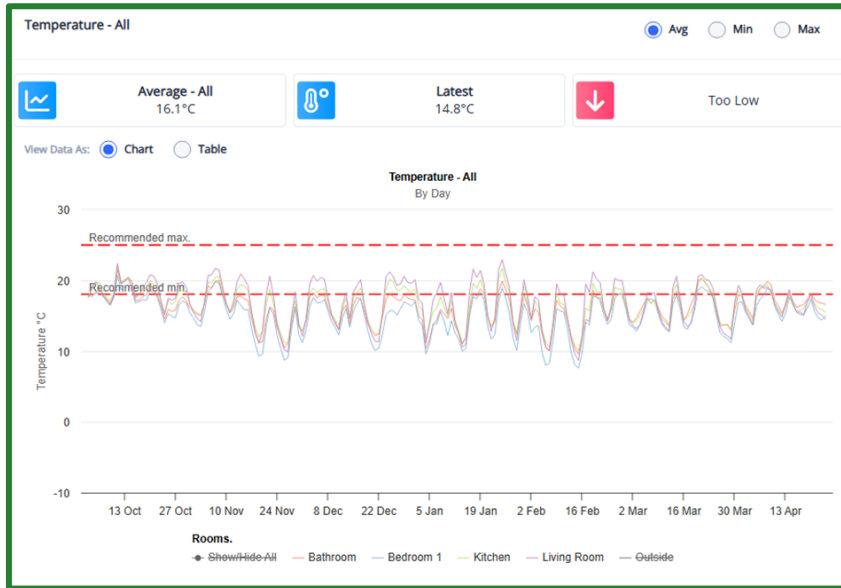 Temperature - All
Avg Min Max
Average - All
16.1°C
Latest
14.8°C
Too Low
View Data As: Chart Table
Temperature - All
By Day
Temperature °C
30
20
10
0
-10
Recommended max.
Recommended min.
13 Oct 27 Oct 10 Nov 24 Nov 8 Dec 22 Dec 5 Jan 19 Jan 2 Feb 16 Feb 2 Mar 16 Mar 30 Mar 13 Apr
Rooms.
Show/Hide All Bathroom Bedroom 1 Kitchen Living Room Outside